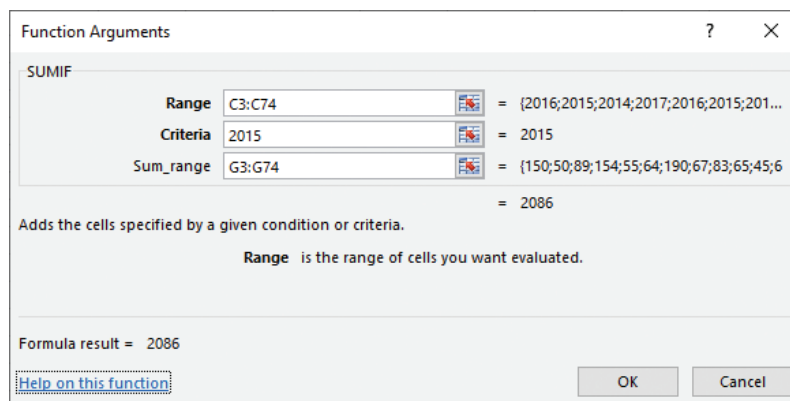 Function Arguments ? ×
SUMIF
Range C3:C74 = {2016;2015;2014;2017;2016;2015;201...
Criteria 2015 = 2015
Sum_range G3:G74 = {150;50;89;154;55;64;190;67;83;65;45;6
= 2086
Adds the cells specified by a given condition or criteria.
Range is the range of cells you want evaluated.
Formula result = 2086
Help on this function OK Cancel